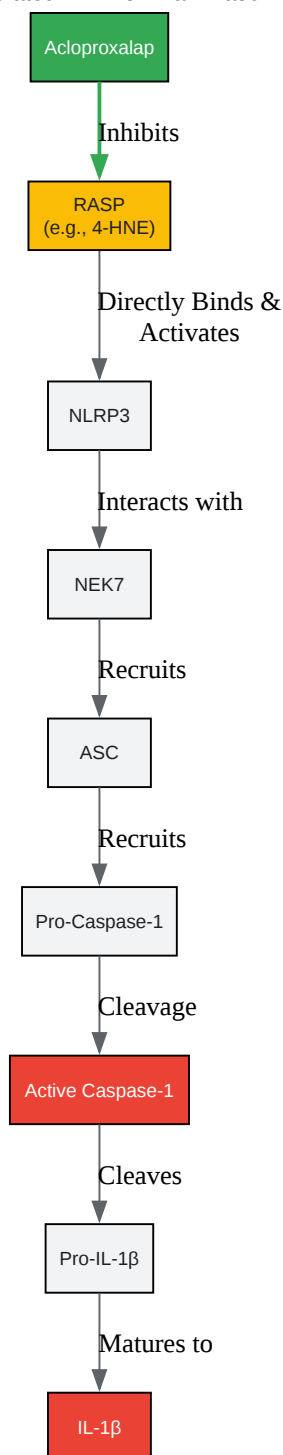 Acloproxalap
Inhibits
RASP
(e.g., 4-HNE)
Directly Binds &
Activates
NLRP3
Interacts with
NEK7
Recruits
ASC
Recruits
Pro-Caspase-1
Cleavage
Active Caspase-1
Cleaves
Pro-IL-1β
Matures to
IL-1β